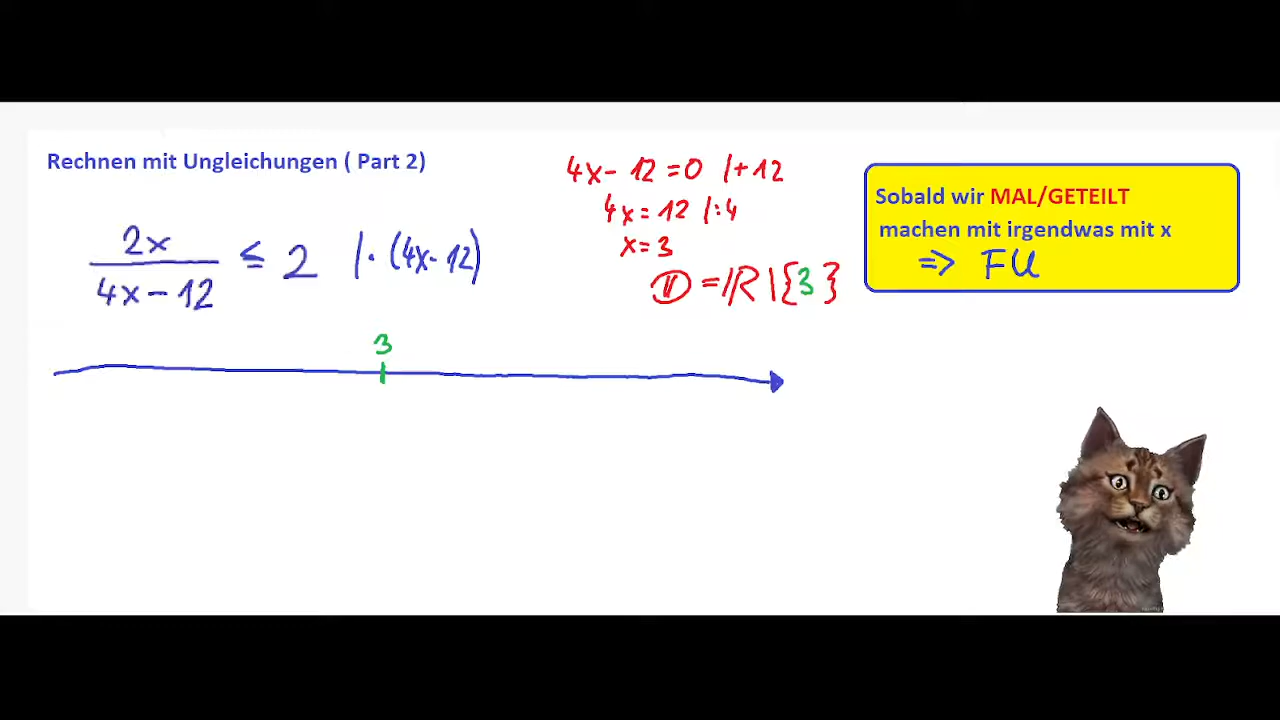 Rechnen mit Ungleichungen ( Part 2)
4x - 12 = 0 |+12
4x = 12 |:4
x = 3
𝔻 = ℝ \ {3}
2x
4x - 12
≤ 2 |· (4x - 12)
Sobald wir MAL/GETEILT
machen mit irgendwas mit x
=> FU
3